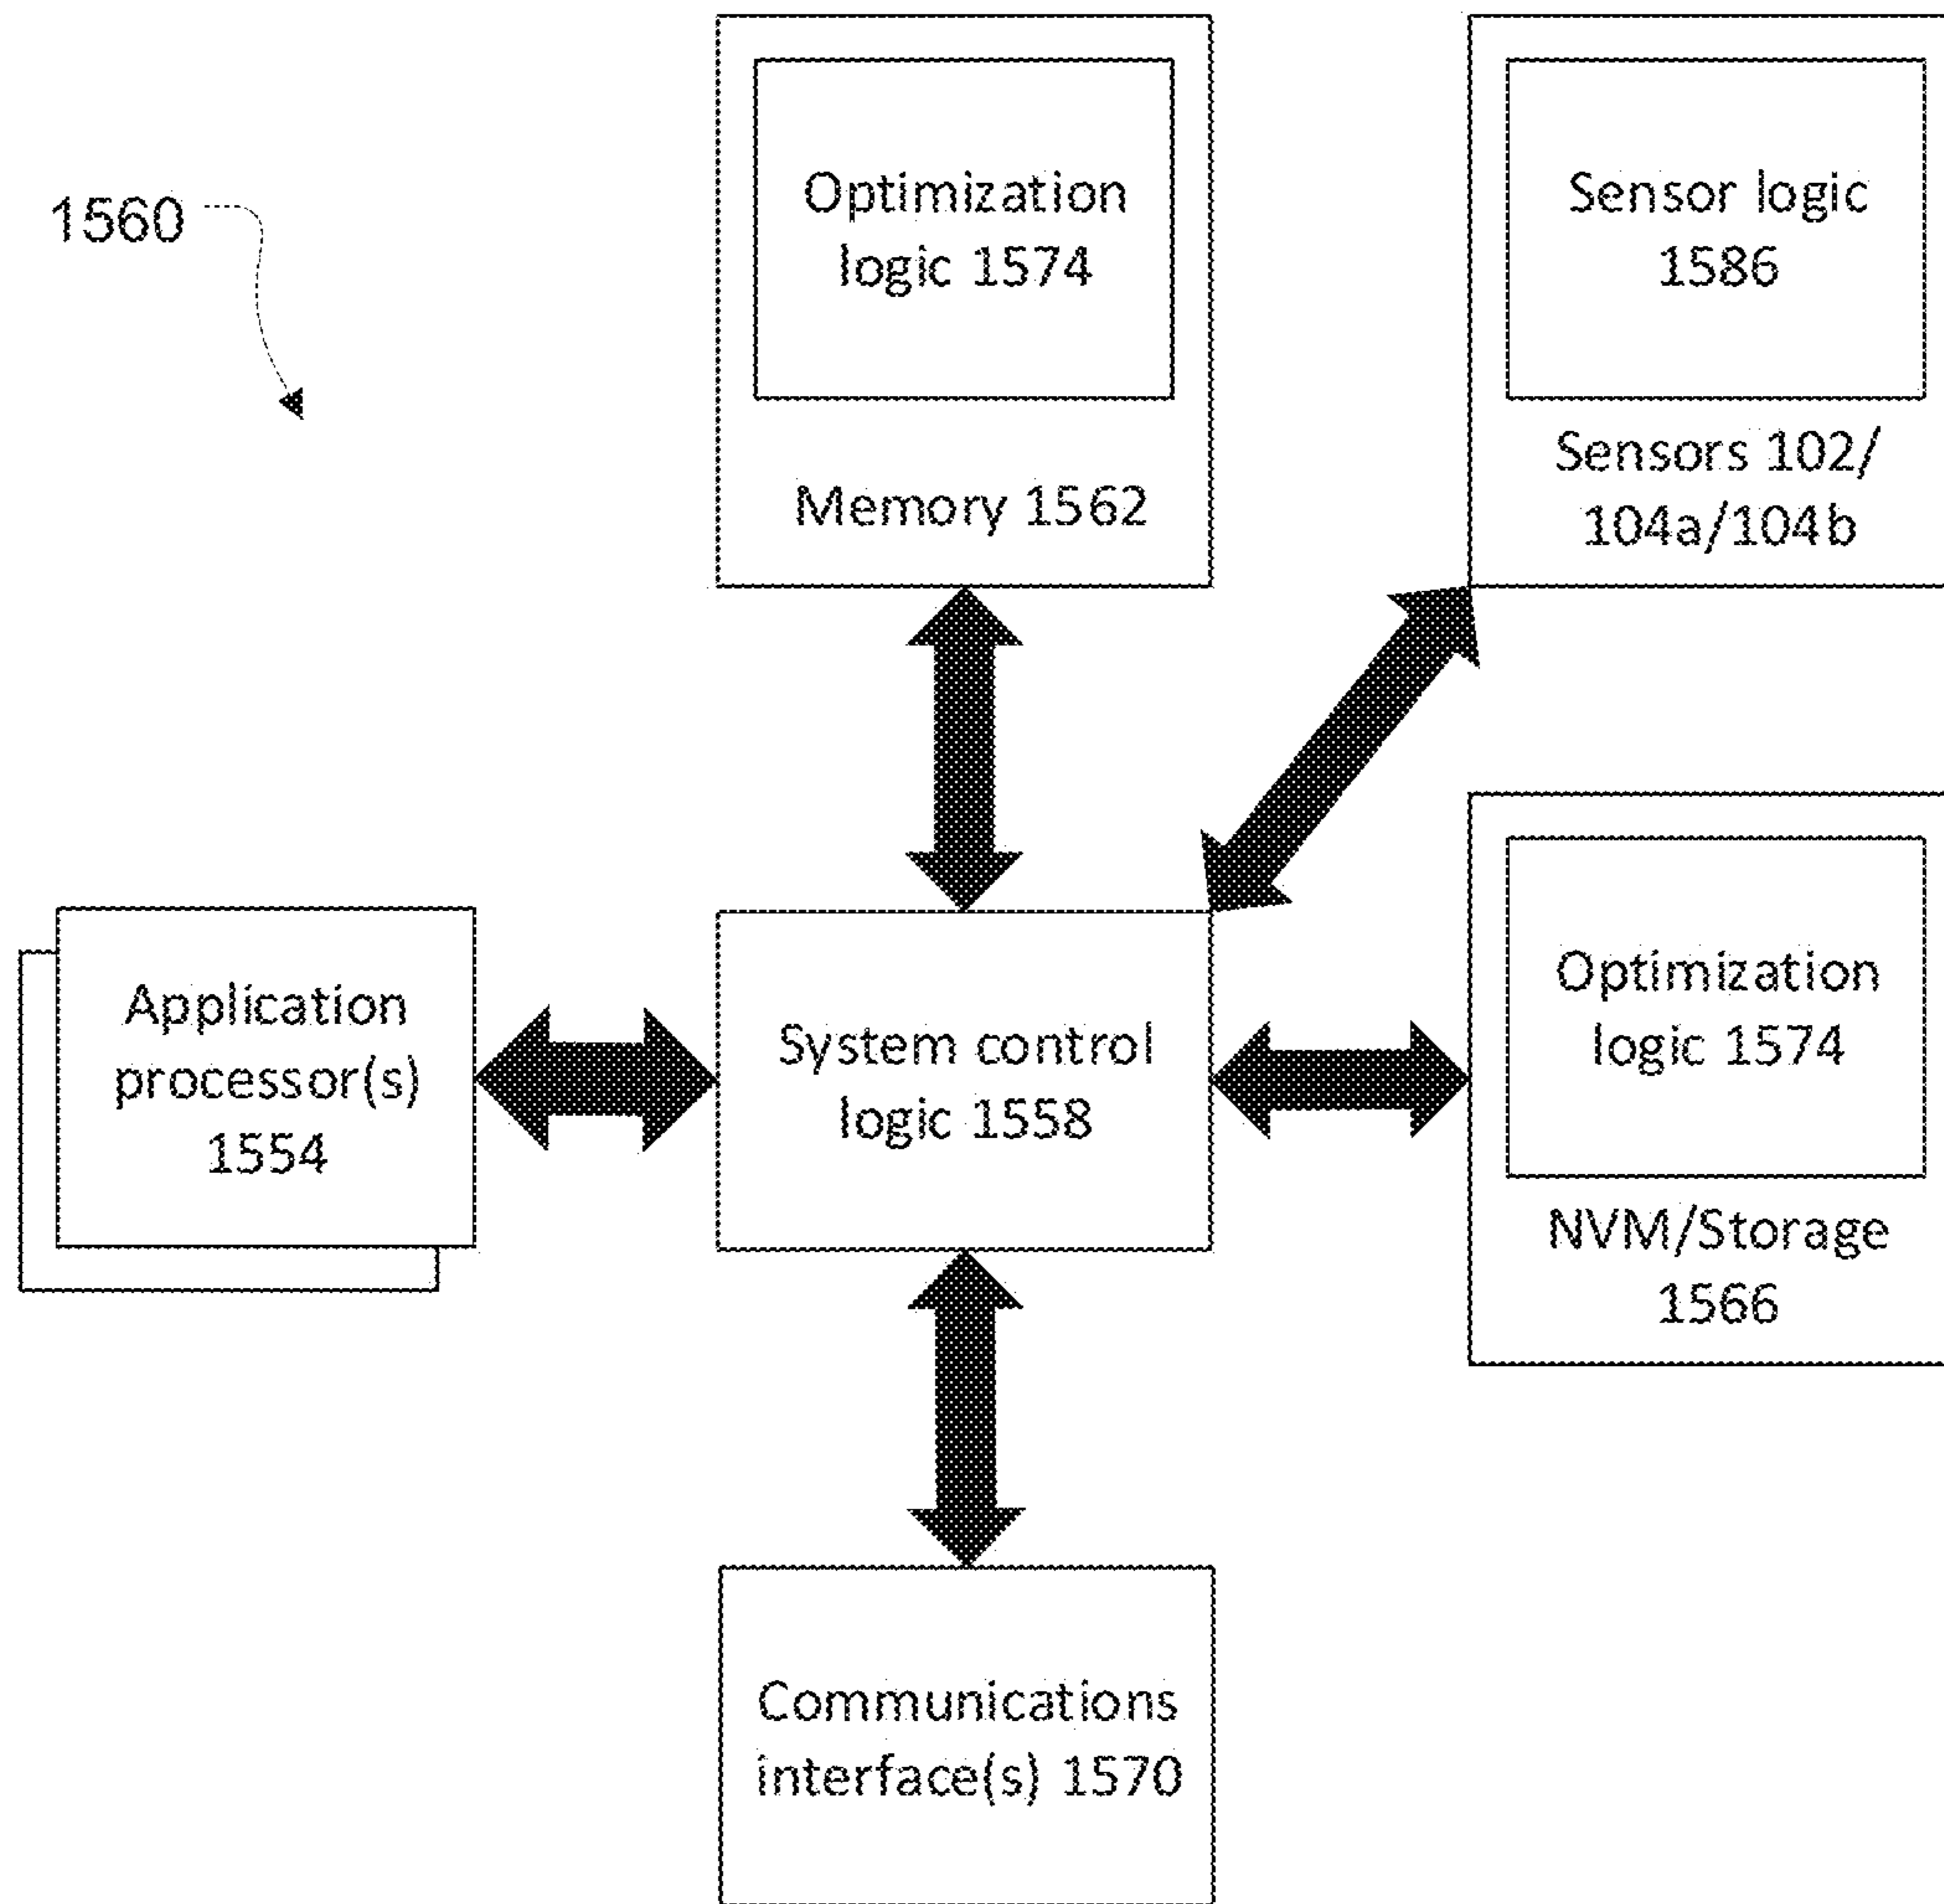 1560
Optimization
logic 1574
Memory 1562
Sensor logic
1586
Sensors 102/
104a/104b
Application
processor(s)
1554
System control
logic 1558
Optimization
logic 1574
NVM/Storage
1566
Communications
interface(s) 1570